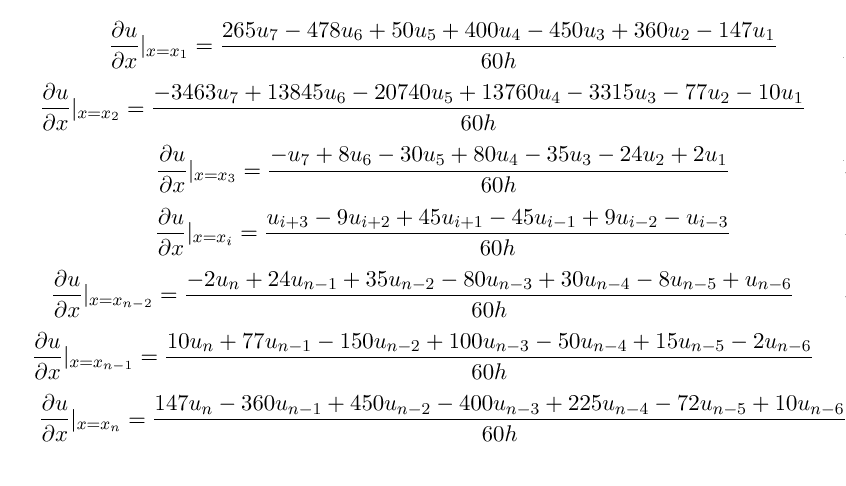 \frac{\partial u}{\partial x}|_{x=x_1} = \frac{265u_7 - 478u_6 + 50u_5 + 400u_4 - 450u_3 + 360u_2 - 147u_1}{60h}
\frac{\partial u}{\partial x}|_{x=x_2} = \frac{-3463u_7 + 13845u_6 - 20740u_5 + 13760u_4 - 3315u_3 - 77u_2 - 10u_1}{60h}
\frac{\partial u}{\partial x}|_{x=x_3} = \frac{-u_7 + 8u_6 - 30u_5 + 80u_4 - 35u_3 - 24u_2 + 2u_1}{60h}
\frac{\partial u}{\partial x}|_{x=x_i} = \frac{u_{i+3} - 9u_{i+2} + 45u_{i+1} - 45u_{i-1} + 9u_{i-2} - u_{i-3}}{60h}
\frac{\partial u}{\partial x}|_{x=x_{n-2}} = \frac{-2u_n + 24u_{n-1} + 35u_{n-2} - 80u_{n-3} + 30u_{n-4} - 8u_{n-5} + u_{n-6}}{60h}
\frac{\partial u}{\partial x}|_{x=x_{n-1}} = \frac{10u_n + 77u_{n-1} - 150u_{n-2} + 100u_{n-3} - 50u_{n-4} + 15u_{n-5} - 2u_{n-6}}{60h}
\frac{\partial u}{\partial x}|_{x=x_n} = \frac{147u_n - 360u_{n-1} + 450u_{n-2} - 400u_{n-3} + 225u_{n-4} - 72u_{n-5} + 10u_{n-6}}{60h}